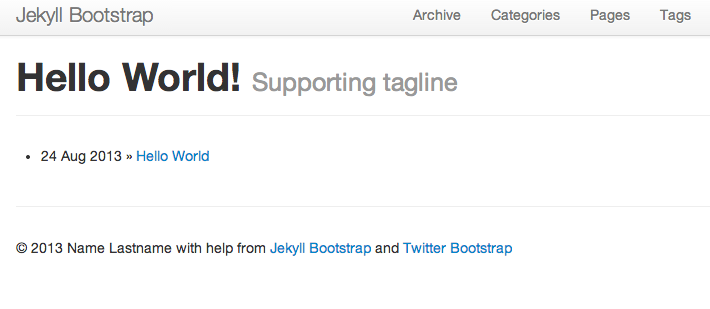 Jekyll Bootstrap Archive Categories Pages Tags
Hello World! Supporting tagline
• 24 Aug 2013 » Hello World
© 2013 Name Lastname with help from Jekyll Bootstrap and Twitter Bootstrap